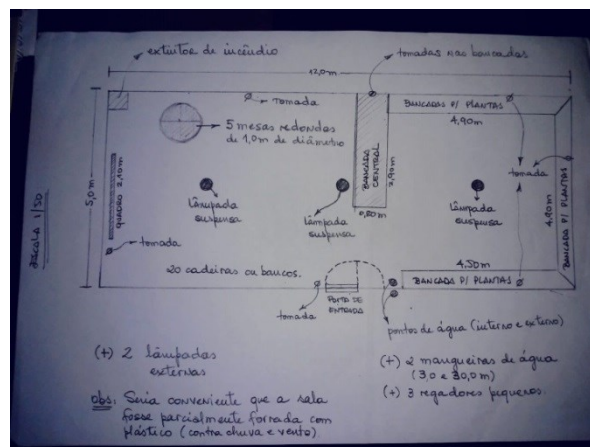 extintor de incêndio
tomadas nas bancadas
12,0m
tomada
BANCADAS P/ PLANTAS
4,90m
5 mesas redondas
de 1,0m de diâmetro
BANCADA
CENTRAL
2,90m
0,80m
5,0m
QUADRO 2,10m
lâmpada
suspensa
lâmpada
suspensa
lâmpada
suspensa
tomada
BANCADA P/ PLANTAS
4,90m
ESCALA 1/50
tomada
20 cadeiras ou bancos.
4,50m
BANCADAS P/ PLANTAS
tomada
PORTA DE
ENTRADA
pontos de água (interno e externo)
(+) 2 lâmpadas
externas
(+) 2 mangueiras de água
(3,0 e 30,0m)
(+) 3 regadores pequenos.
obs: Seria conveniente que a sala
fosse parcialmente forrada com
plástico (contra chuva e vento)